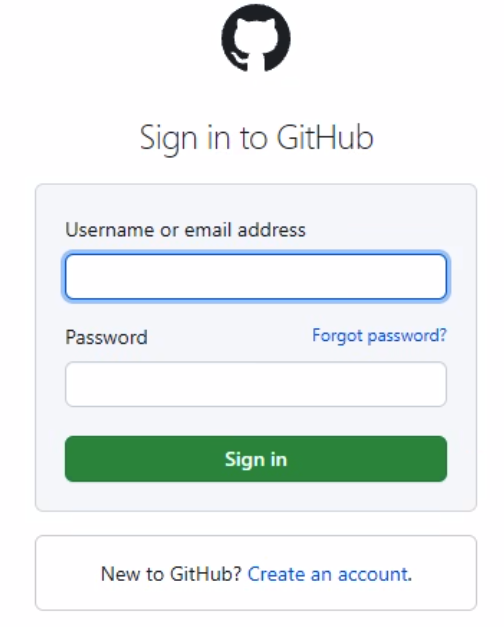 Sign in to GitHub
Username or email address
Password Forgot password?
Sign in
New to GitHub? Create an account.